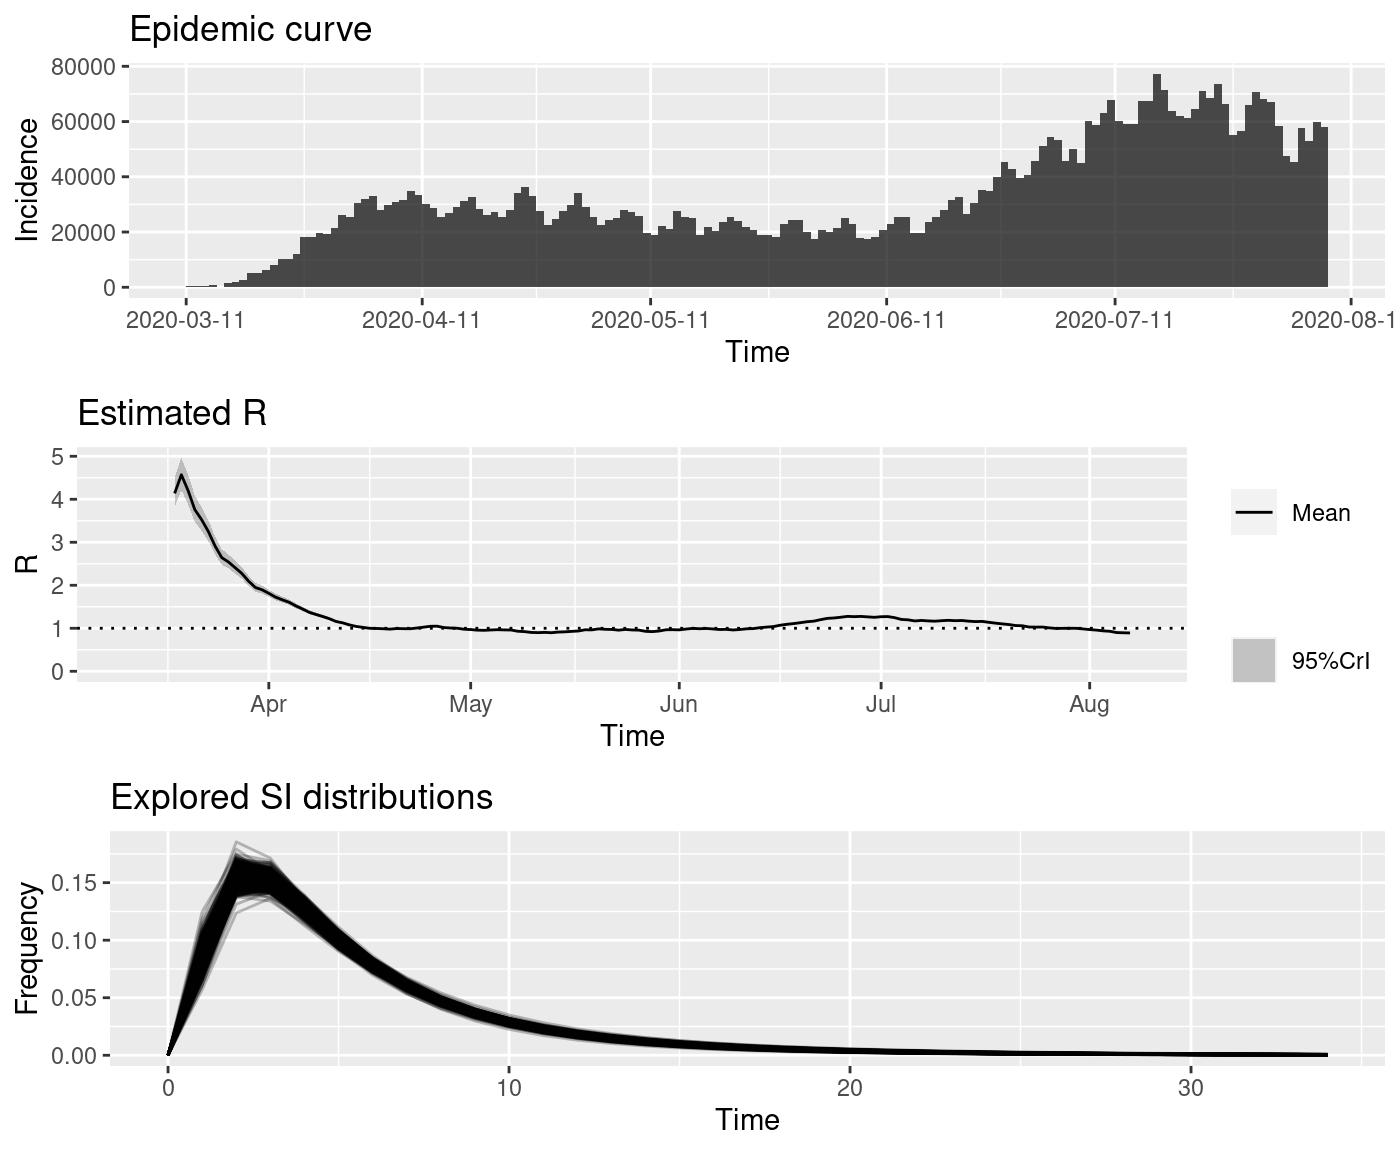 Epidemic curve
80000
60000
40000
20000
0
Incidence
2020-03-11 2020-04-11 2020-05-11 2020-06-11 2020-07-11 2020-08-1
Time
Estimated R
5
4
3
2
1
0
R
Apr May Jun Jul Aug
Time
Mean
95%CrI
Explored SI distributions
0.15
0.10
0.05
0.00
Frequency
0 10 20 30
Time